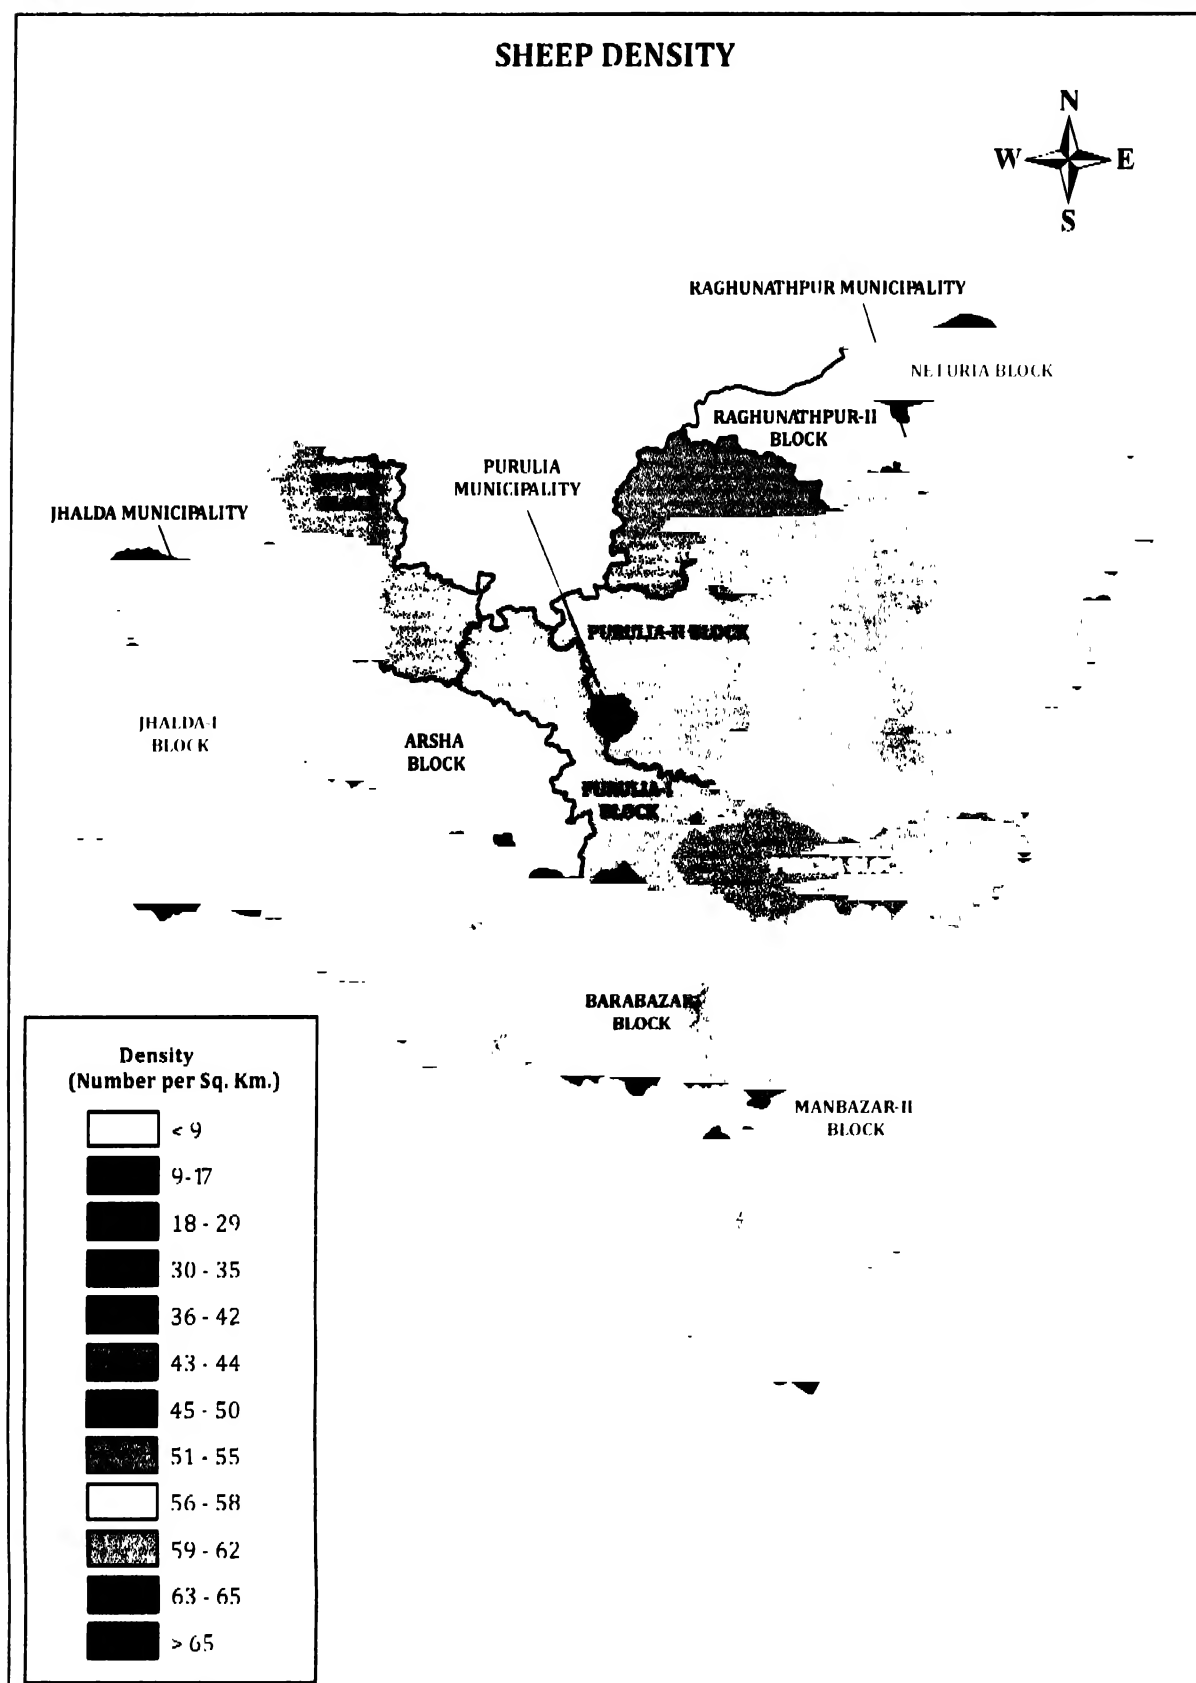 SHEEP DENSITY
N
W E
S
RAGHUNATHPUR MUNICIPALITY
NETURIA BLOCK
RAGHUNATHPUR-II
BLOCK
PURULIA
MUNICIPALITY
JHALDA MUNICIPALITY
PURULIA-II BLOCK
JHALDA-I
BLOCK
ARSHA
BLOCK
PURULIA-I
BLOCK
BARABAZAR
BLOCK
MANBAZAR-II
BLOCK
Density
(Number per Sq. Km.)
< 9
9-17
18 - 29
30 - 35
36 - 42
43 - 44
45 - 50
51 - 55
56 - 58
59 - 62
63 - 65
> 65